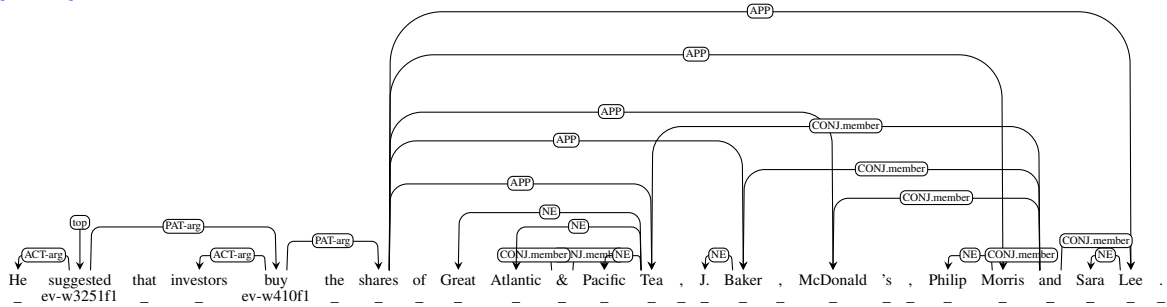 APP
APP
APP
CONJ.member
APP
CONJ.member
APP
CONJ.member
NE
top
PAT-arg
NE
PAT-arg
CONJ.member
ACT-arg
ACT-arg
CONJ.member
NE
NE
NE
CONJ.member
NE
He suggested that investors buy the shares of Great Atlantic & Pacific Tea , J. Baker , McDonald 's , Philip Morris and Sara Lee .
_ ev-w3251f1 _ _ ev-w410f1 _ _ _ _ _ _ _ _ _ _ _ _ _ _ _ _ _ _ _ _ _